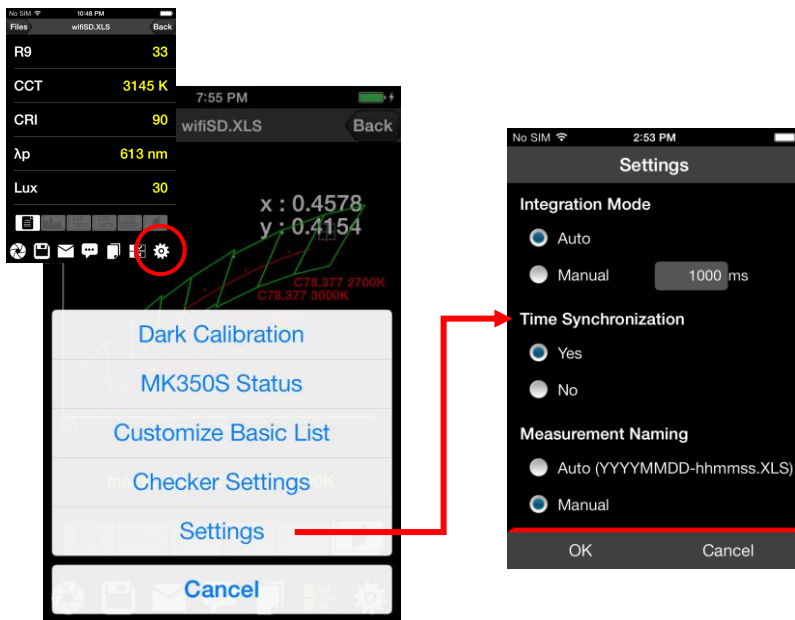 No SIM 10:48 PM
Files wifiSD.XLS Back
R9 33
CCT 3145 K
CRI 90
λp 613 nm
Lux 30
7:55 PM
wifiSD.XLS Back
x : 0.4578
y : 0.4154
C78.377 2700K
C78.377 3000K
0.3
Dark Calibration
MK350S Status
Customize Basic List
Checker Settings
Settings
Cancel
No SIM 2:53 PM
Settings
Integration Mode
Auto
Manual 1000 ms
Time Synchronization
Yes
No
Measurement Naming
Auto (YYYYMMDD-hhmmss.XLS)
Manual
OK Cancel